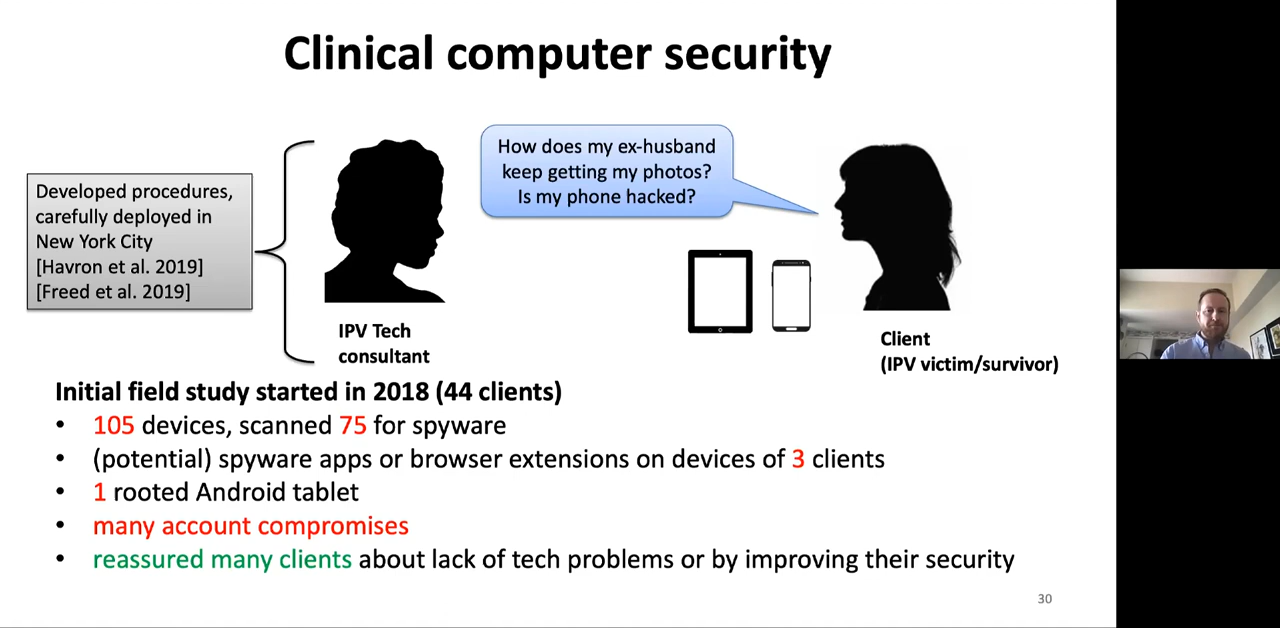 Clinical computer security
Developed procedures,
carefully deployed in
New York City
[Havron et al. 2019]
[Freed et al. 2019]
How does my ex-husband
keep getting my photos?
Is my phone hacked?
IPV Tech
consultant
Client
(IPV victim/survivor)
Initial field study started in 2018 (44 clients)
• 105 devices, scanned 75 for spyware
• (potential) spyware apps or browser extensions on devices of 3 clients
• 1 rooted Android tablet
• many account compromises
• reassured many clients about lack of tech problems or by improving their security
30